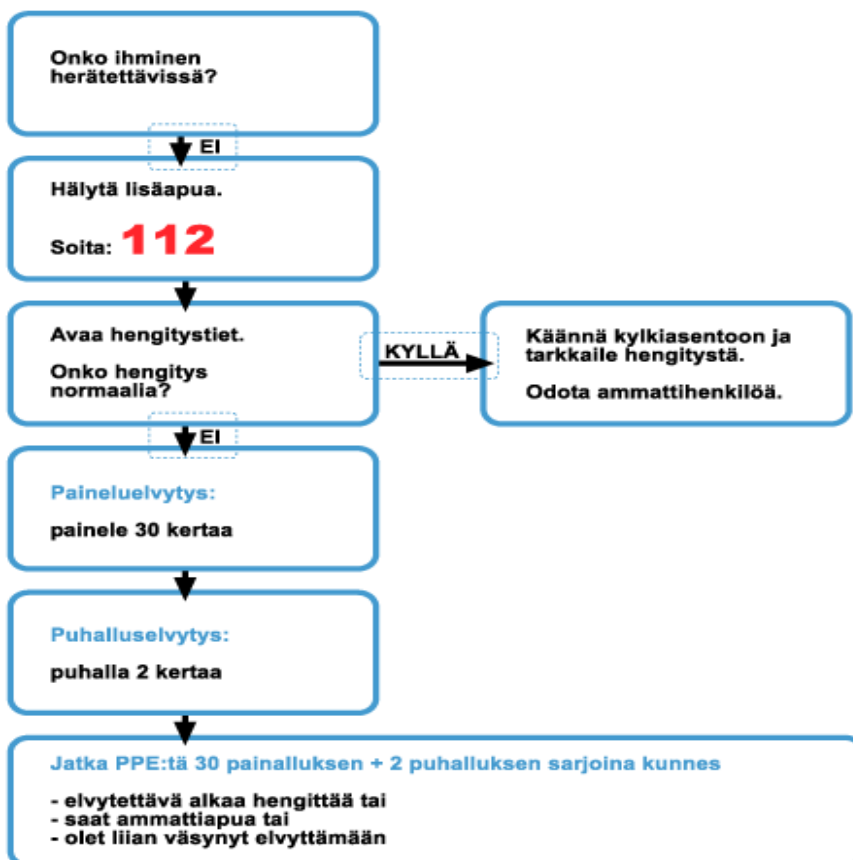 Onko ihminen
herätettävissä?
EI
Hälytä lisäapua.
Soita: 112
Avaa hengitystiet.
Onko hengitys
normaalia?
KYLLÄ
Käännä kylkiasentoon ja
tarkkaile hengitystä.
Odota ammattihenkilöä.
EI
Paineluelvytys:
painele 30 kertaa
Puhalluselvytys:
puhalla 2 kertaa
Jatka PPE:tä 30 painalluksen + 2 puhalluksen sarjoina kunnes
- elvytettävä alkaa hengittää tai
- saat ammattiapua tai
- olet liian väsynyt elvyttämään